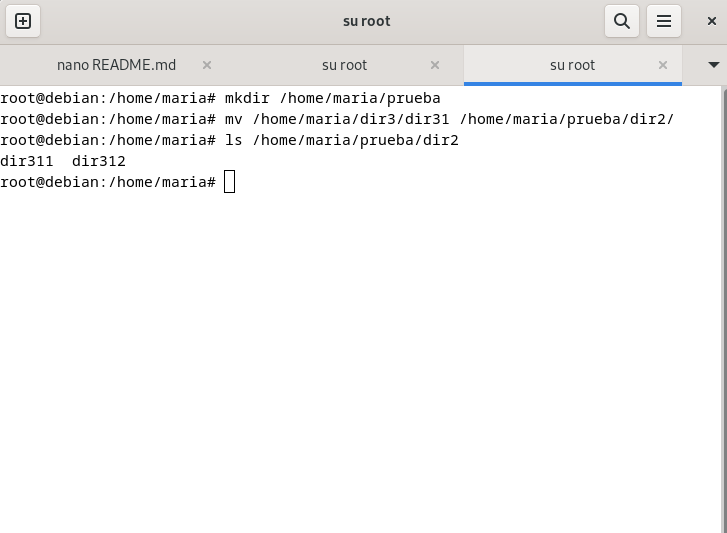 su root
nano README.md
su root
su root
root@debian:/home/maria# mkdir /home/maria/prueba
root@debian:/home/maria# mv /home/maria/dir3/dir31 /home/maria/prueba/dir2/
root@debian:/home/maria# ls /home/maria/prueba/dir2
dir311  dir312
root@debian:/home/maria#